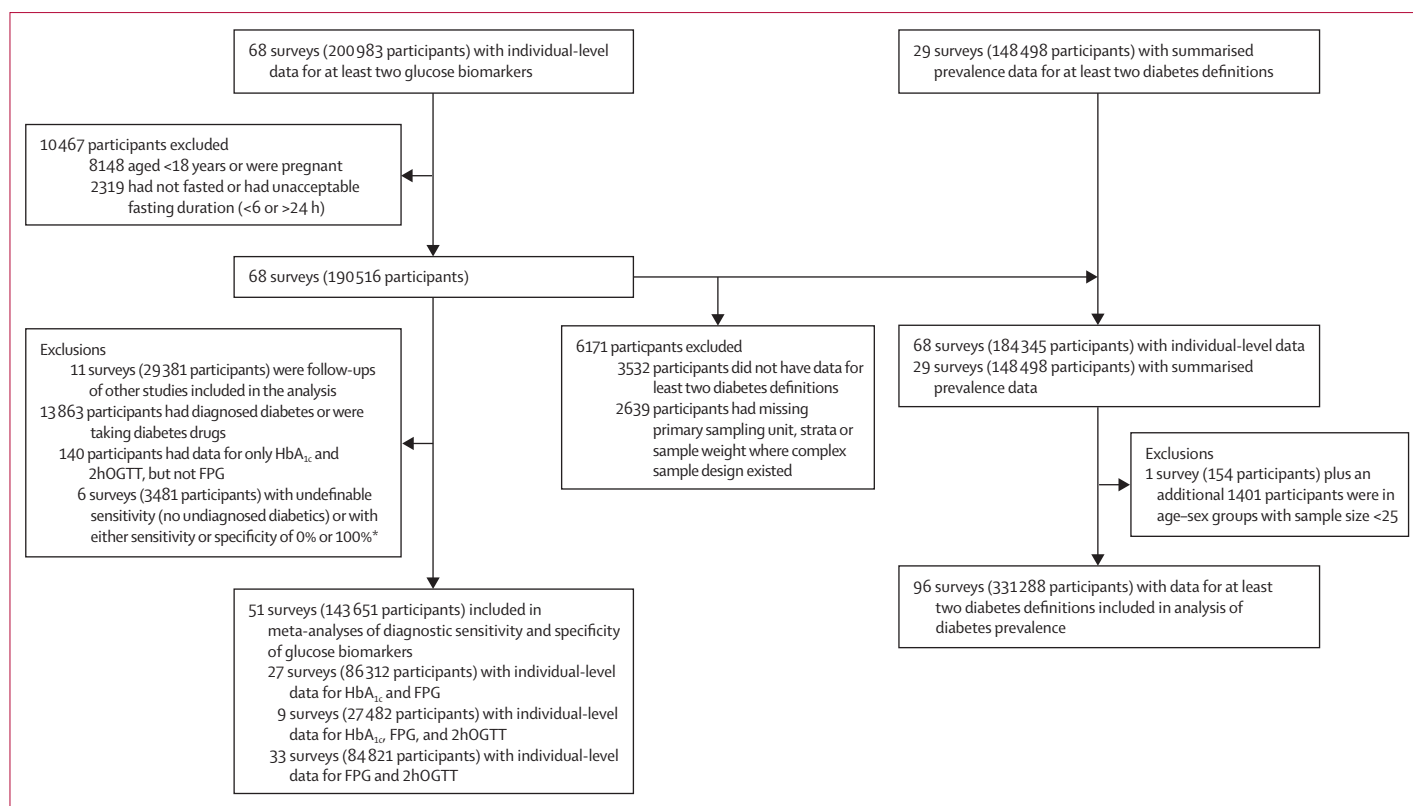 68 surveys (200 983 participants) with individual-level
data for at least two glucose biomarkers
29 surveys (148 498 participants) with summarised
prevalence data for at least two diabetes definitions
10 467 participants excluded
8148 aged <18 years or were pregnant
2319 had not fasted or had unacceptable
fasting duration (<6 or >24 h)
68 surveys (190 516 participants)
Exclusions
11 surveys (29 381 participants) were follow-ups
of other studies included in the analysis
13 863 participants had diagnosed diabetes or were
taking diabetes drugs
140 participants had data for only HbA1c and
2hOGTT, but not FPG
6 surveys (3481 participants) with undefinable
sensitivity (no undiagnosed diabetics) or with
either sensitivity or specificity of 0% or 100%*
6171 particpants excluded
3532 participants did not have data for
least two diabetes definitions
2639 participants had missing
primary sampling unit, strata or
sample weight where complex
sample design existed
68 surveys (184 345 participants) with individual-level data
29 surveys (148 498 participants) with summarised
prevalence data
Exclusions
1 survey (154 participants) plus an
additional 1401 participants were in
age–sex groups with sample size <25
51 surveys (143 651 participants) included in
meta-analyses of diagnostic sensitivity and specificity
of glucose biomarkers
27 surveys (86 312 participants) with individual-level
data for HbA1c and FPG
9 surveys (27 482 participants) with individual-level
data for HbA1c, FPG, and 2hOGTT
33 surveys (84 821 participants) with individual-level
data for FPG and 2hOGTT
96 surveys (331 288 participants) with data for at least
two diabetes definitions included in analysis of
diabetes prevalence